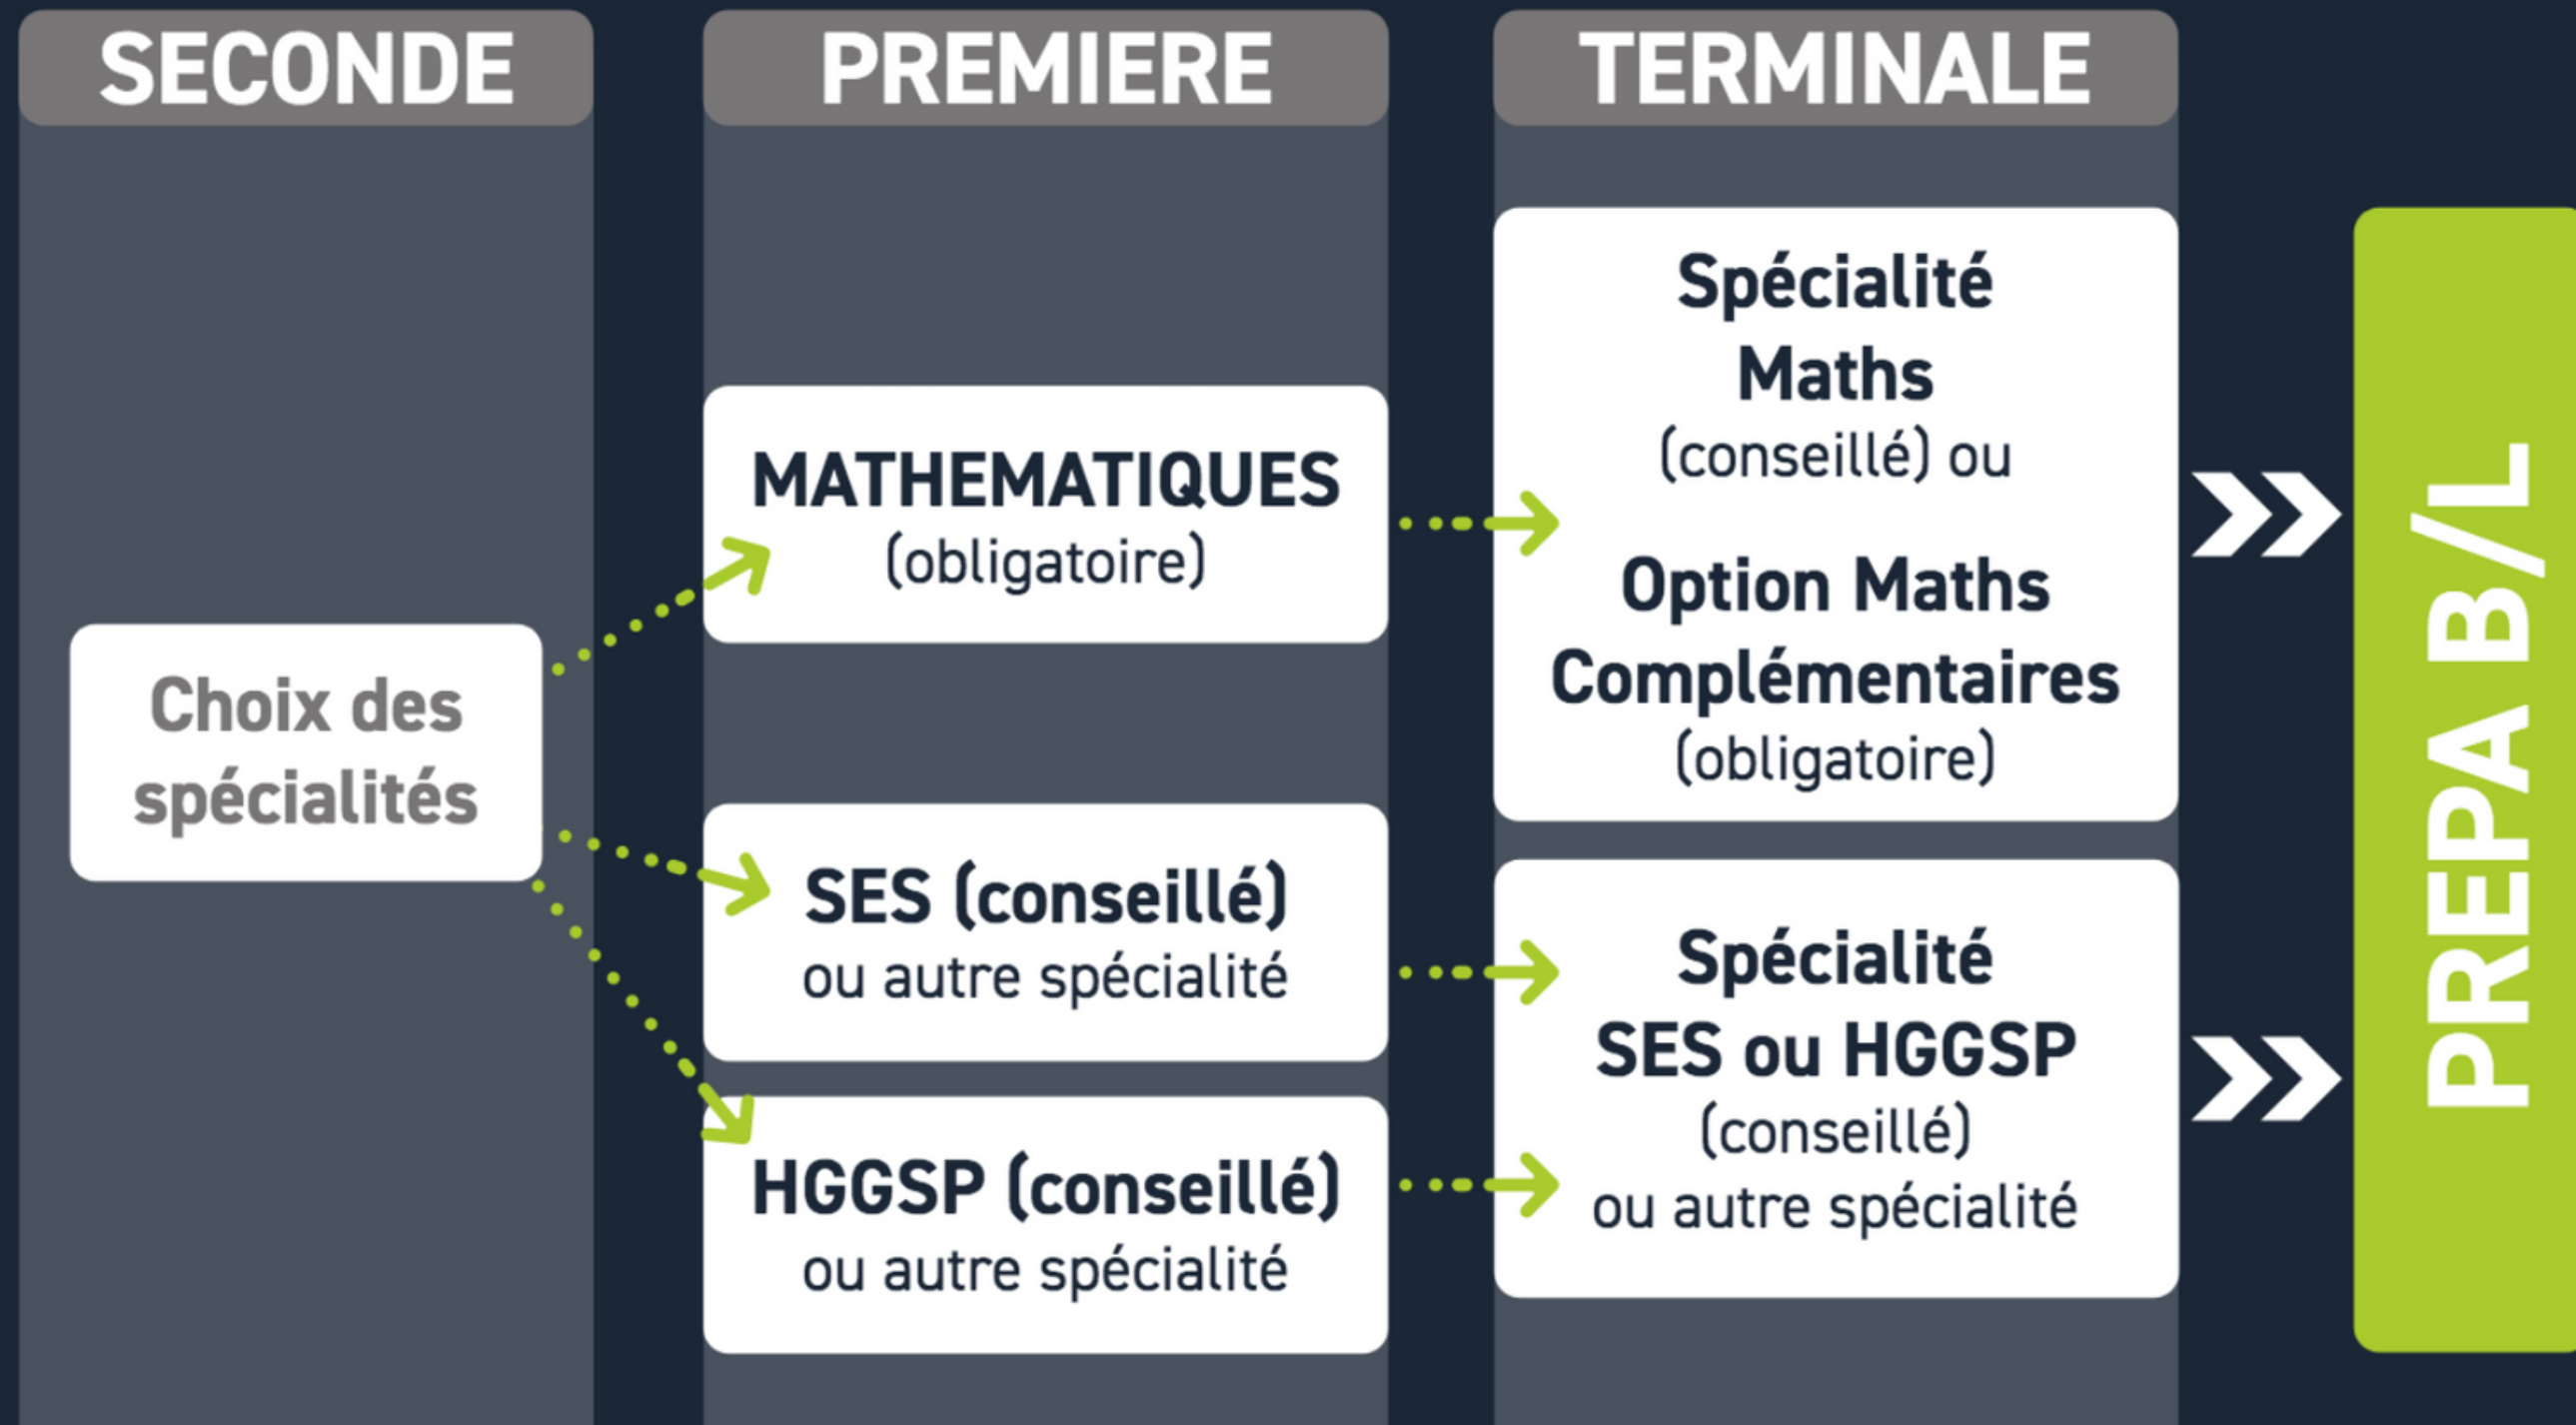 SECONDE
PREMIERE
TERMINALE
Choix des
spécialités
MATHEMATIQUES
(obligatoire)
SES (conseillé)
ou autre spécialité
HGGSP (conseillé)
ou autre spécialité
Spécialité
Maths
(conseillé) ou
Option Maths
Complémentaires
(obligatoire)
Spécialité
SES ou HGGSP
(conseillé)
ou autre spécialité
PREPA B/L